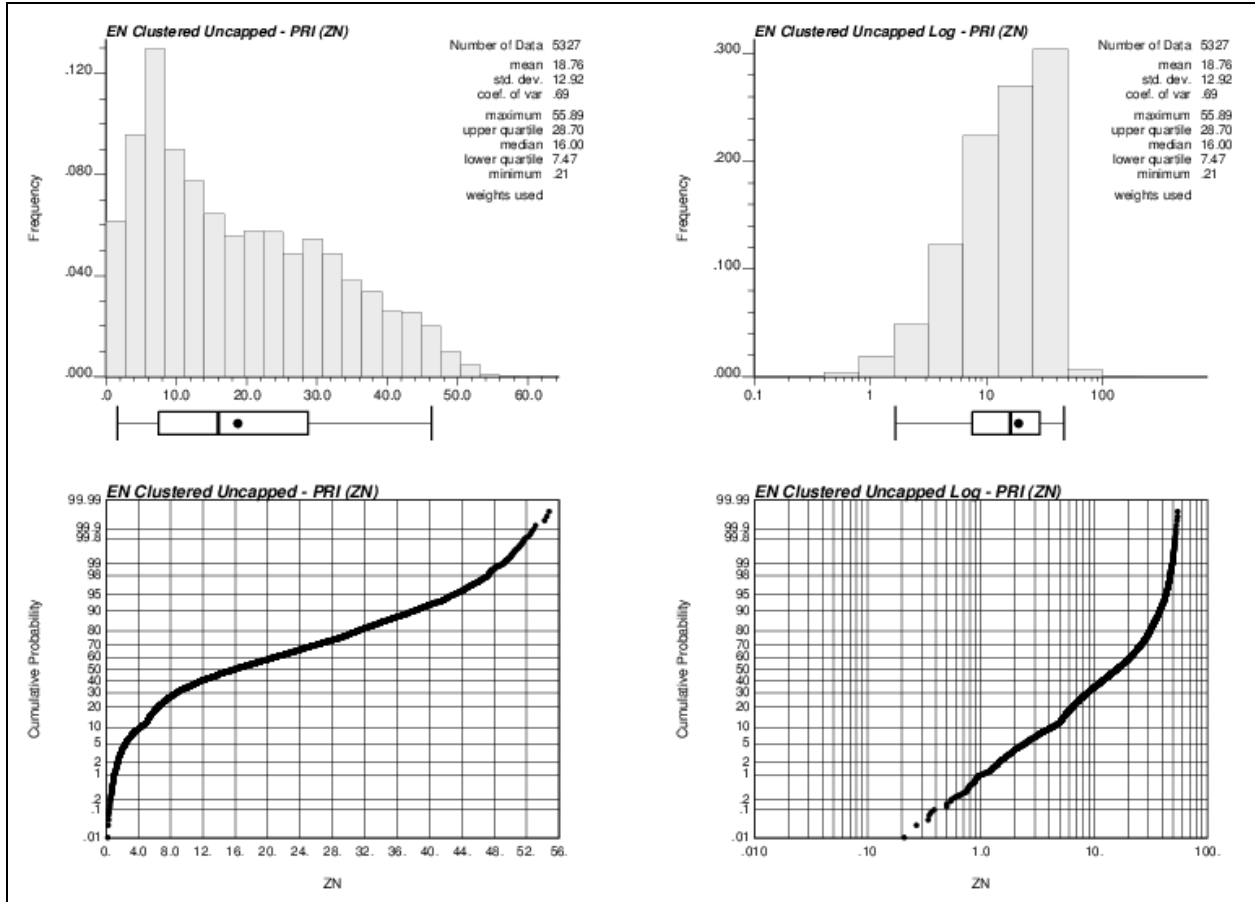 EN Clustered Uncapped - PRI (ZN)
Number of Data 5327
mean 18.76
std. dev. 12.92
coef. of var .69
maximum 55.89
upper quartile 28.70
median 16.00
lower quartile 7.47
minimum .21
weights used
Frequency
.120
.080
.040
.000
.0 10.0 20.0 30.0 40.0 50.0 60.0
EN Clustered Uncapped Log - PRI (ZN)
Number of Data 5327
mean 18.76
std. dev. 12.92
coef. of var .69
maximum 55.89
upper quartile 28.70
median 16.00
lower quartile 7.47
minimum .21
weights used
Frequency
.300
.200
.100
.000
0.1 1 10 100
EN Clustered Uncapped - PRI (ZN)
Cumulative Probability
99.99
99.9
99.8
99
98
95
90
80
70
60
50
40
30
20
10
5
2
1
.2
.1
.01
0. 4.0 8.0 12. 16. 20. 24. 28. 32. 36. 40. 44. 48. 52. 56.
ZN
EN Clustered Uncapped Log - PRI (ZN)
Cumulative Probability
99.99
99.9
99.8
99
98
95
90
80
70
60
50
40
30
20
10
5
2
1
.2
.1
.01
.010 .10 1.0 10. 100.
ZN